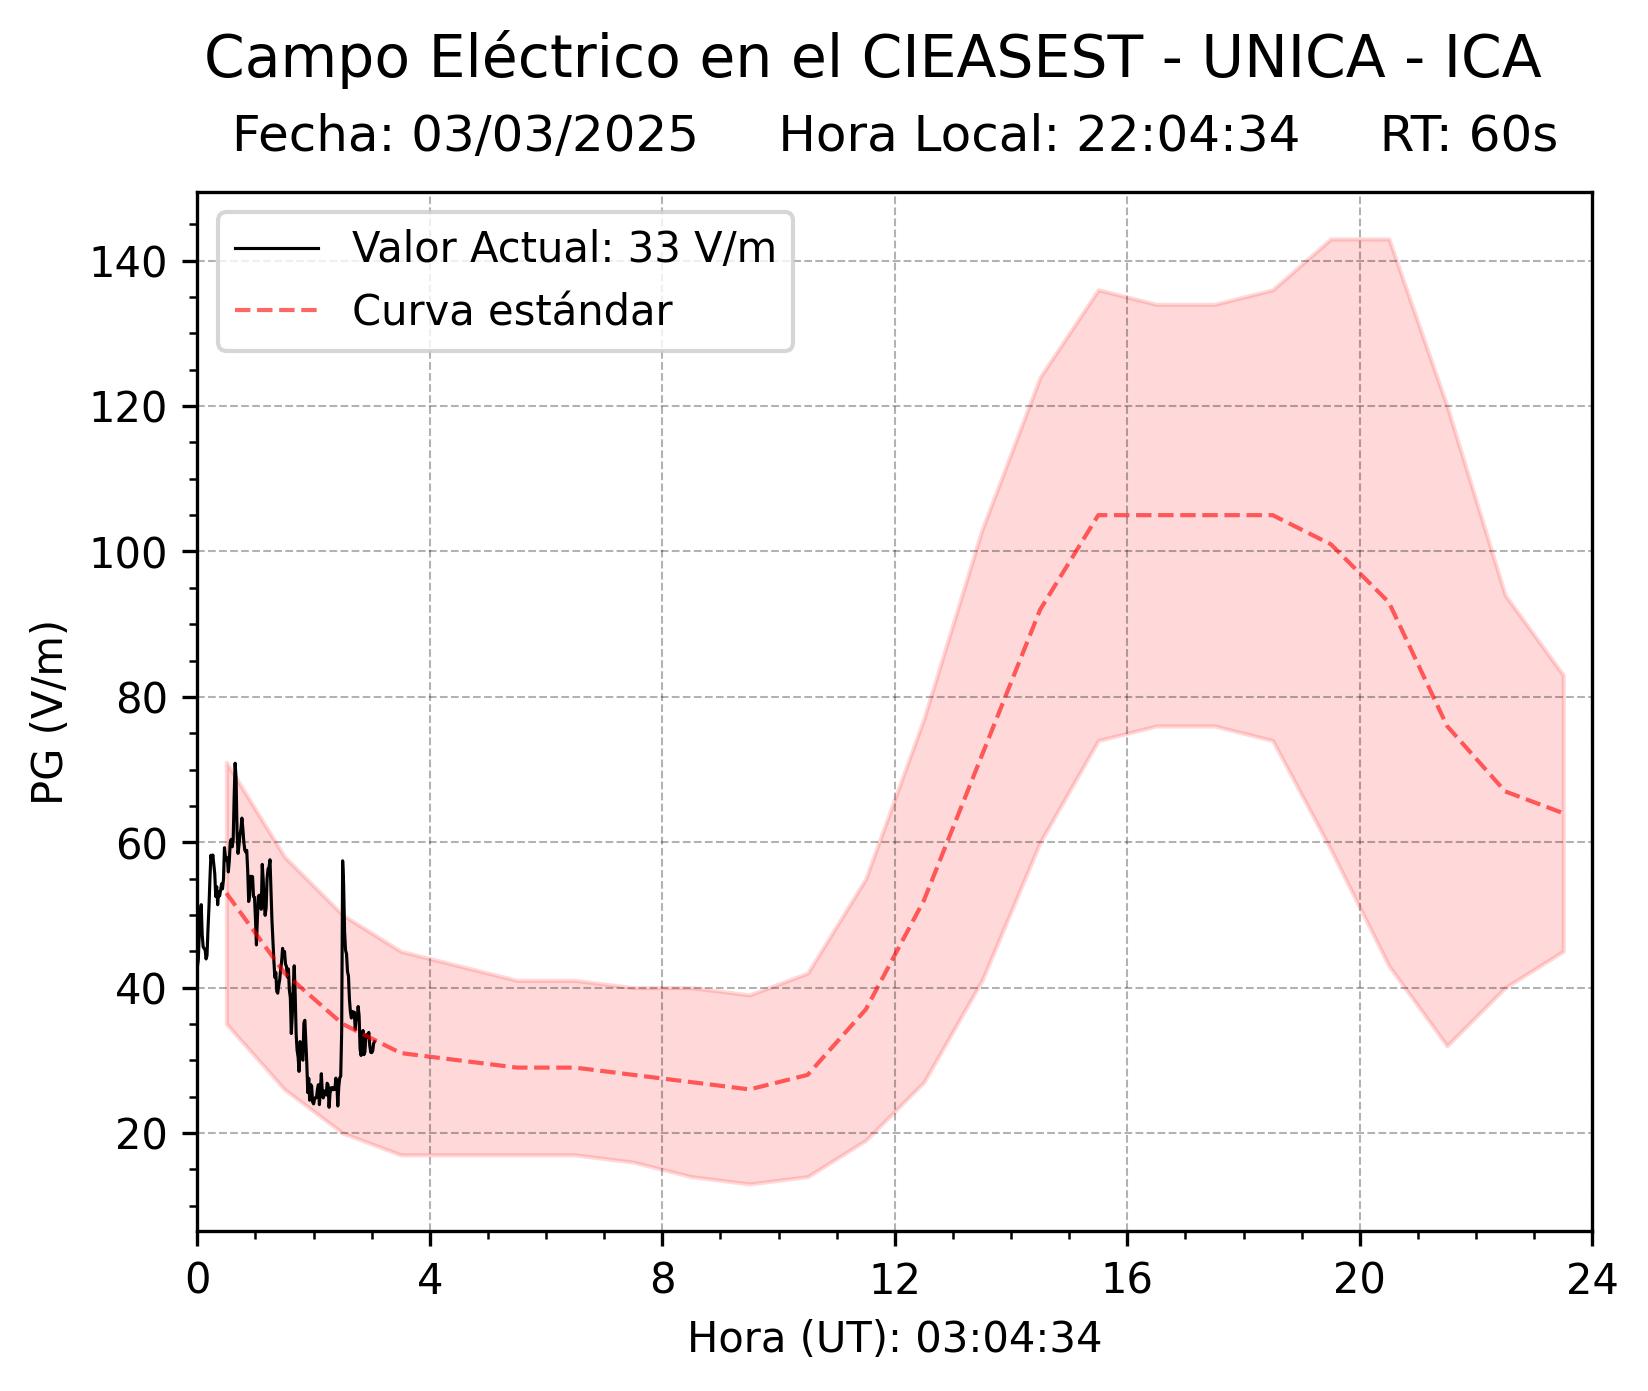 Campo Eléctrico en el CIEASEST - UNICA - ICA
Fecha: 03/03/2025 Hora Local: 22:04:34 RT: 60s
Valor Actual: 33 V/m
Curva estándar
140
120
100
80
60
40
20
PG (V/m)
0 4 8 12 16 20 24
Hora (UT): 03:04:34